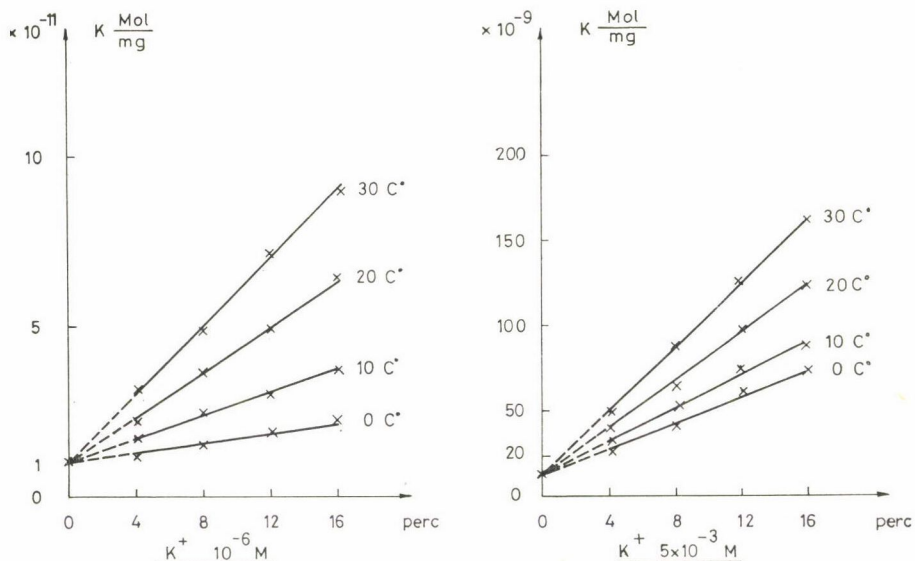 × 10⁻¹¹ K Mol/mg
10
30 C°
20 C°
5
10 C°
0 C°
1
0
0 4 8 12 16 perc
K⁺ 10⁻⁶ M
× 10⁻⁹ K Mol/mg
200
150
30 C°
20 C°
100
10 C°
0 C°
50
20
0
0 4 8 12 16 perc
K⁺ 5×10⁻³ M